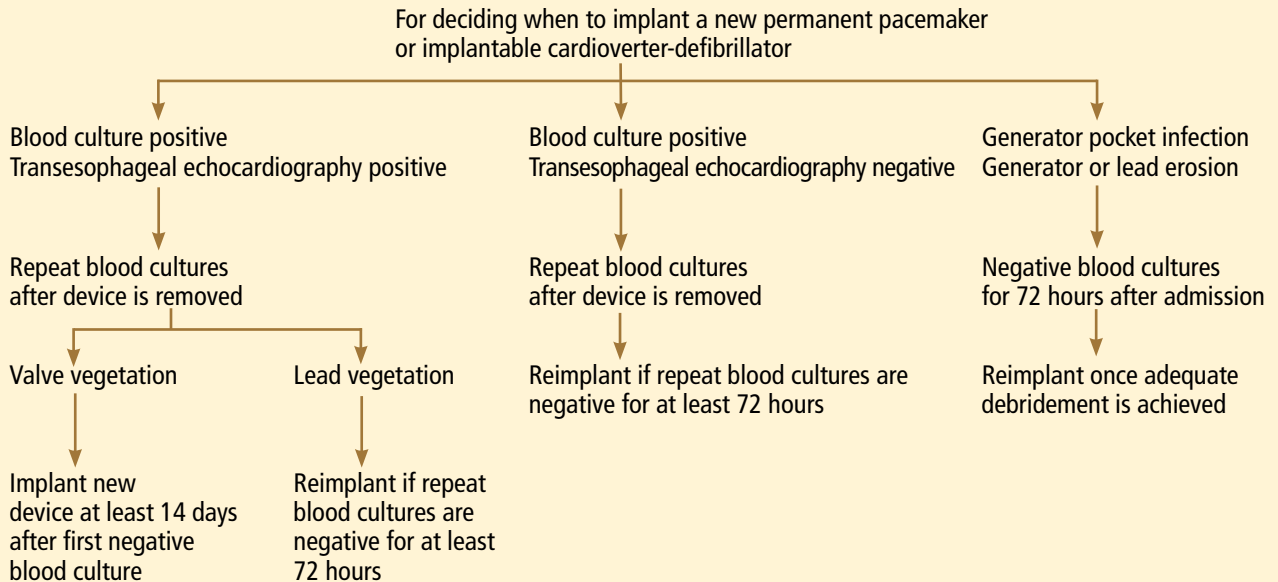 For deciding when to implant a new permanent pacemaker
or implantable cardioverter-defibrillator
Blood culture positive
Transesophageal echocardiography positive
Blood culture positive
Transesophageal echocardiography negative
Generator pocket infection
Generator or lead erosion
Repeat blood cultures
after device is removed
Repeat blood cultures
after device is removed
Negative blood cultures
for 72 hours after admission
Valve vegetation
Lead vegetation
Reimplant if repeat blood cultures are
negative for at least 72 hours
Reimplant once adequate
debridement is achieved
Implant new
device at least 14 days
after first negative
blood culture
Reimplant if repeat
blood cultures are
negative for at least
72 hours